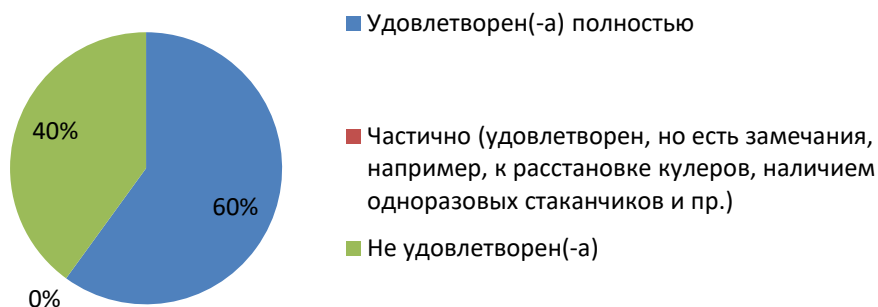 Удовлетворен(-а) полностью
40%
Частично (удовлетворен, но есть замечания,
например, к расстановке кулеров, наличием
одноразовых стаканчиков и пр.)
60%
Не удовлетворен(-а)
0%